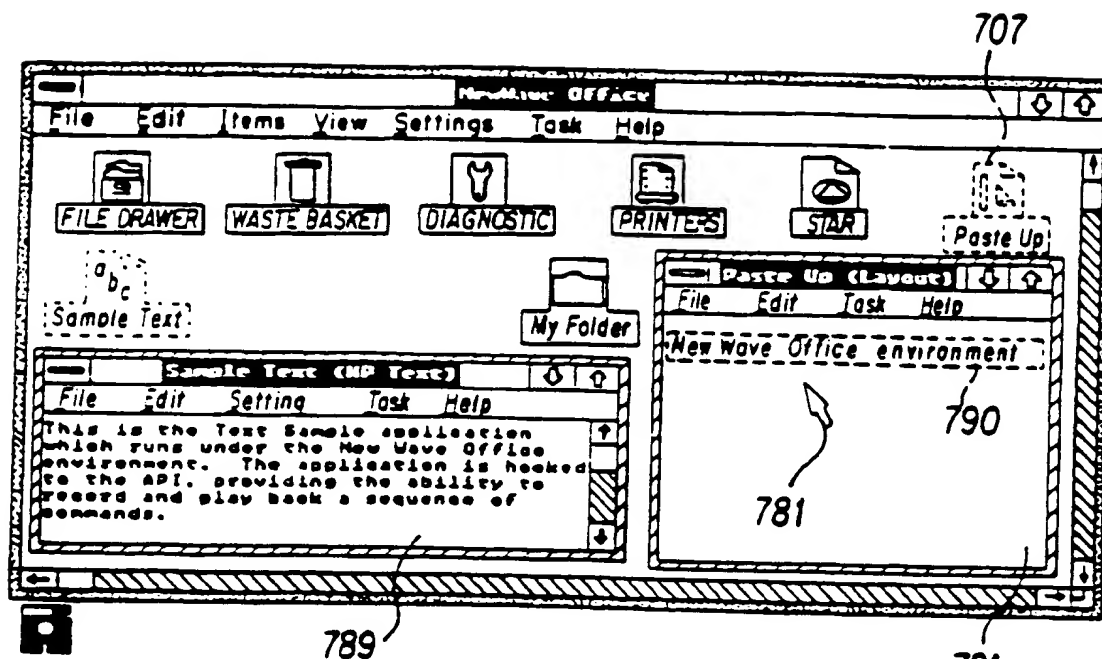 707
NewWave Office
File Edit Items View Settings Task Help
FILE DRAWER WASTE BASKET DIAGNOSTIC PRINTERS STAR Paste Up
abc
Sample Text
My Folder
Paste Up (Layout)
File Edit Task Help
New Wave Office environment
790
781
Sample Text (HP Text)
File Edit Setting Task Help
This is the Text Sample application
which runs under the New Wave Office
environment. The application is hooked
to the API, providing the ability to
record and play back a sequence of
commands.
789